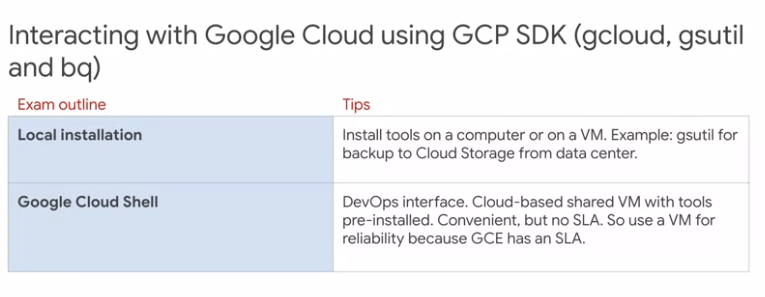 Interacting with Google Cloud using GCP SDK (gcloud, gsutil
and bq)
Exam outline
Tips
Local installation
Install tools on a computer or on a VM. Example: gsutil for
backup to Cloud Storage from data center.
Google Cloud Shell
DevOps interface. Cloud-based shared VM with tools
pre-installed. Convenient, but no SLA. So use a VM for
reliability because GCE has an SLA.